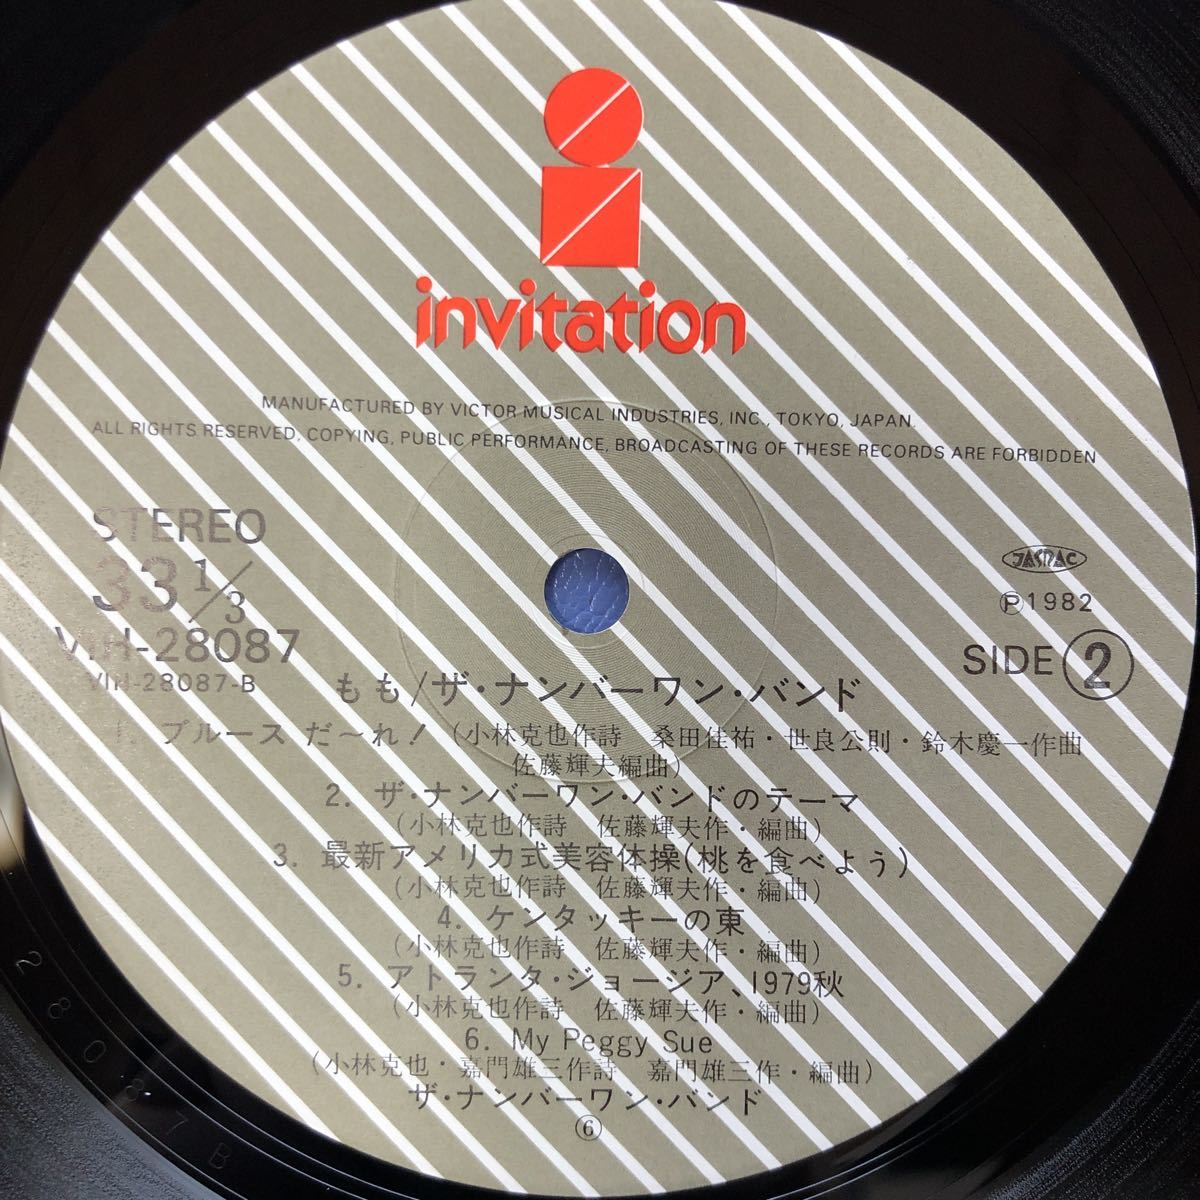 invitation
MANUFACTURED BY VICTOR MUSICAL INDUSTRIES, INC., TOKYO, JAPAN.
ALL RIGHTS RESERVED, COPYING, PUBLIC PERFORMANCE, BROADCASTING OF THESE RECORDS ARE FORBIDDEN
STEREO
33 1/3
VIH-28087
VIH-28087-B
JASRAC
Ⓟ1982
SIDE ②
もも/ザ・ナンバーワン・バンド
1. ブルース だ〜れ! (小林克也作詩 桑田佳祐・世良公則・鈴木慶一作曲
佐藤輝夫編曲)
2. ザ・ナンバーワン・バンドのテーマ
(小林克也作詩 佐藤輝夫作・編曲)
3. 最新アメリカ式美容体操(桃を食べよう)
(小林克也作詩 佐藤輝夫作・編曲)
4. ケンタッキーの東
(小林克也作詩 佐藤輝夫作・編曲)
5. アトランタ・ジョージア、1979秋
(小林克也作詩 佐藤輝夫作・編曲)
6. My Peggy Sue
(小林克也・嘉門雄三作詩 嘉門雄三作・編曲)
ザ・ナンバーワン・バンド
⑥
28087B